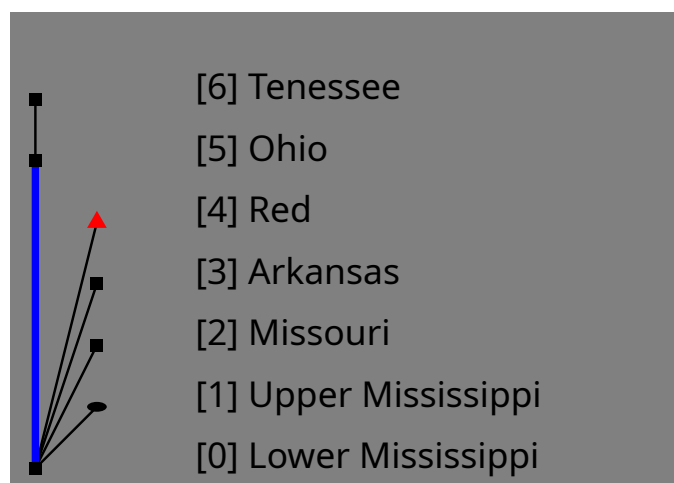 [6] Tenessee
[5] Ohio
[4] Red
[3] Arkansas
[2] Missouri
[1] Upper Mississippi
[0] Lower Mississippi